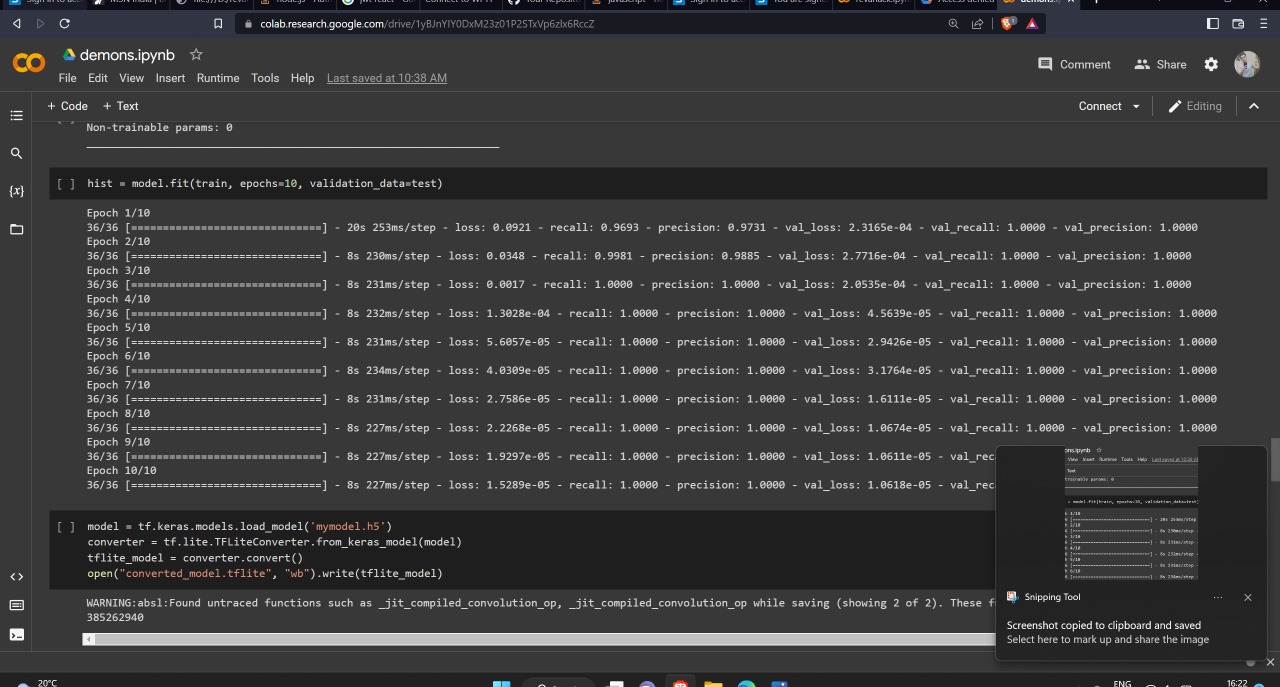 colab.research.google.com/drive/1yBJnYIY0DxM23z01P2STxVp6zIx6RccZ
demons.ipynb
File Edit View Insert Runtime Tools Help Last saved at 10:38 AM
Comment Share
+ Code + Text
Connect Editing
Non-trainable params: 0
[ ] hist = model.fit(train, epochs=10, validation_data=test)
Epoch 1/10
36/36 [==============================] - 20s 253ms/step - loss: 0.0921 - recall: 0.9693 - precision: 0.9731 - val_loss: 2.3165e-04 - val_recall: 1.0000 - val_precision: 1.0000
Epoch 2/10
36/36 [==============================] - 8s 230ms/step - loss: 0.0348 - recall: 0.9981 - precision: 0.9885 - val_loss: 2.7716e-04 - val_recall: 1.0000 - val_precision: 1.0000
Epoch 3/10
36/36 [==============================] - 8s 231ms/step - loss: 0.0017 - recall: 1.0000 - precision: 1.0000 - val_loss: 2.0535e-04 - val_recall: 1.0000 - val_precision: 1.0000
Epoch 4/10
36/36 [==============================] - 8s 232ms/step - loss: 1.3028e-04 - recall: 1.0000 - precision: 1.0000 - val_loss: 4.5639e-05 - val_recall: 1.0000 - val_precision: 1.0000
Epoch 5/10
36/36 [==============================] - 8s 231ms/step - loss: 5.6057e-05 - recall: 1.0000 - precision: 1.0000 - val_loss: 2.9426e-05 - val_recall: 1.0000 - val_precision: 1.0000
Epoch 6/10
36/36 [==============================] - 8s 234ms/step - loss: 4.0309e-05 - recall: 1.0000 - precision: 1.0000 - val_loss: 3.1764e-05 - val_recall: 1.0000 - val_precision: 1.0000
Epoch 7/10
36/36 [==============================] - 8s 231ms/step - loss: 2.7586e-05 - recall: 1.0000 - precision: 1.0000 - val_loss: 1.6111e-05 - val_recall: 1.0000 - val_precision: 1.0000
Epoch 8/10
36/36 [==============================] - 8s 227ms/step - loss: 2.2268e-05 - recall: 1.0000 - precision: 1.0000 - val_loss: 1.0674e-05 - val_recall: 1.0000 - val_precision: 1.0000
Epoch 9/10
36/36 [==============================] - 8s 227ms/step - loss: 1.9297e-05 - recall: 1.0000 - precision: 1.0000 - val_loss: 1.0611e-05 - val_rec
Epoch 10/10
36/36 [==============================] - 8s 227ms/step - loss: 1.5289e-05 - recall: 1.0000 - precision: 1.0000 - val_loss: 1.0618e-05 - val_rec
[ ] model = tf.keras.models.load_model('mymodel.h5')
converter = tf.lite.TFLiteConverter.from_keras_model(model)
tflite_model = converter.convert()
open("converted_model.tflite", "wb").write(tflite_model)
WARNING:absl:Found untraced functions such as _jit_compiled_convolution_op, _jit_compiled_convolution_op while saving (showing 2 of 2). These f
385262940
Snipping Tool
Screenshot copied to clipboard and saved
Select here to mark up and share the image
20°C
ENG
16:22